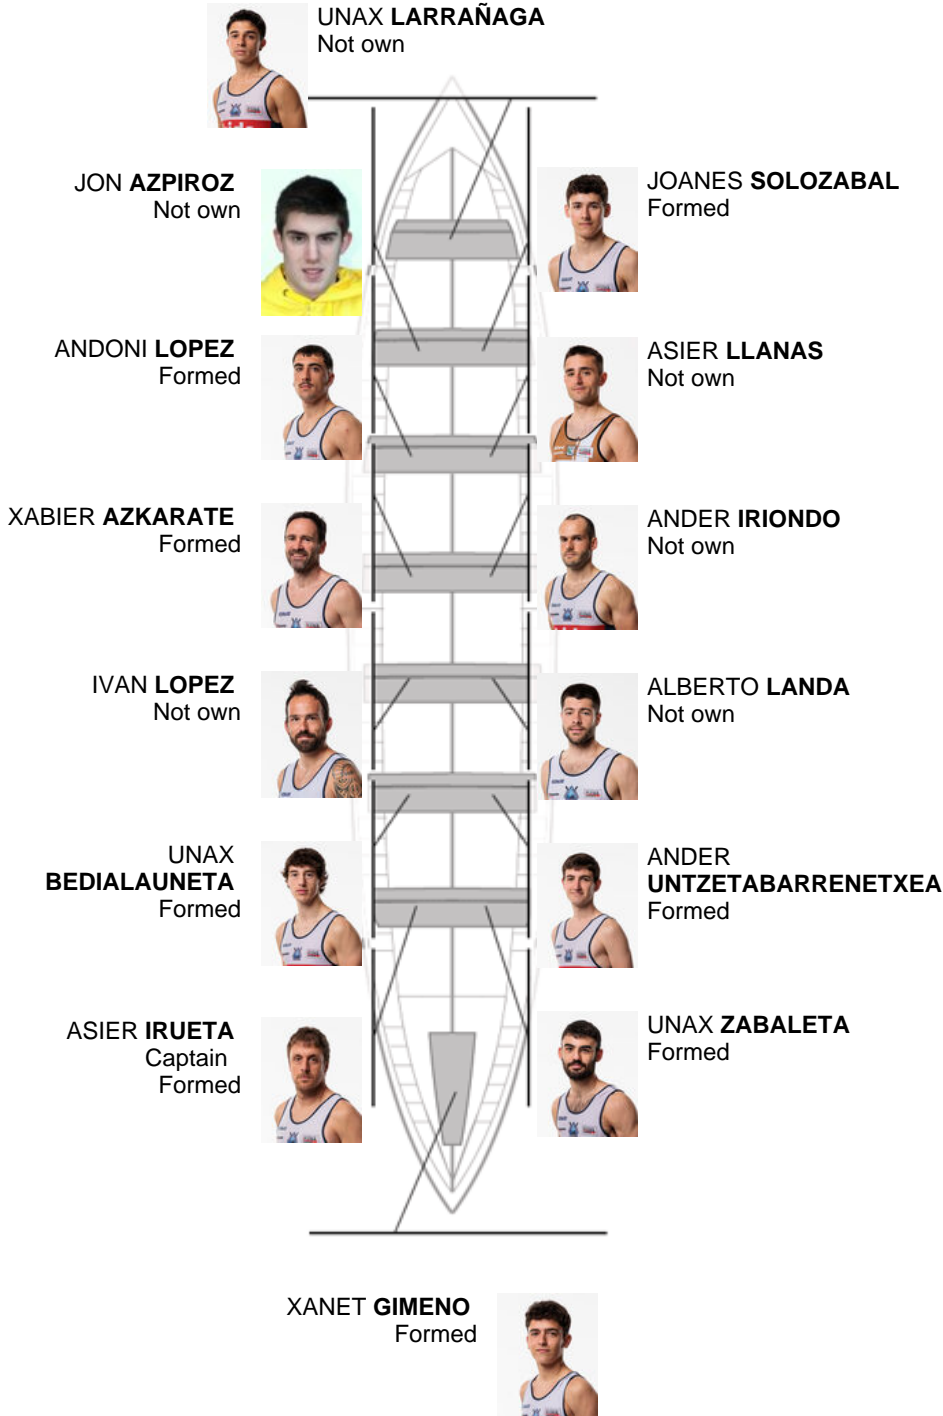 UNAX LARRAÑAGA
Not own
JON AZPIROZ
Not own
JOANES SOLOZABAL
Formed
ANDONI LOPEZ
Formed
ASIER LLANAS
Not own
XABIER AZKARATE
Formed
ANDER IRIONDO
Not own
IVAN LOPEZ
Not own
ALBERTO LANDA
Not own
UNAX
BEDIALAUNETA
Formed
ANDER
UNTZETABARRENETXEA
Formed
ASIER IRUETA
Captain
Formed
UNAX ZABALETA
Formed
XANET GIMENO
Formed